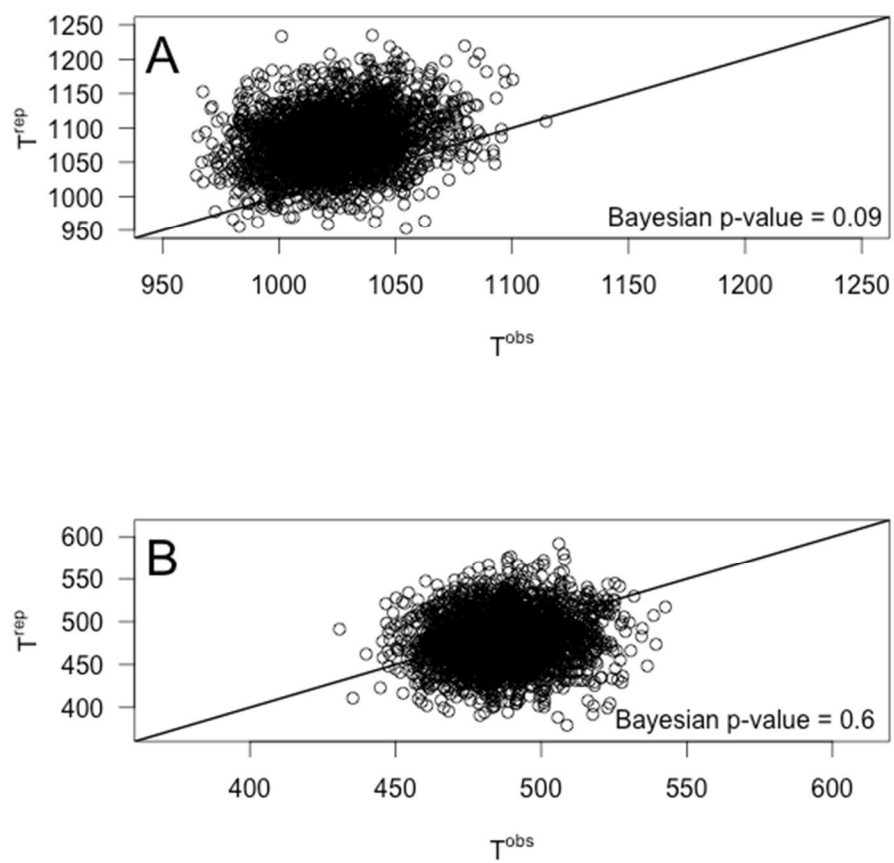 A
1250
1200
1150
1100
1050
1000
950
T^rep
Bayesian p-value = 0.09
950 1000 1050 1100 1150 1200 1250
T^obs
B
600
550
500
450
400
T^rep
Bayesian p-value = 0.6
400 450 500 550 600
T^obs